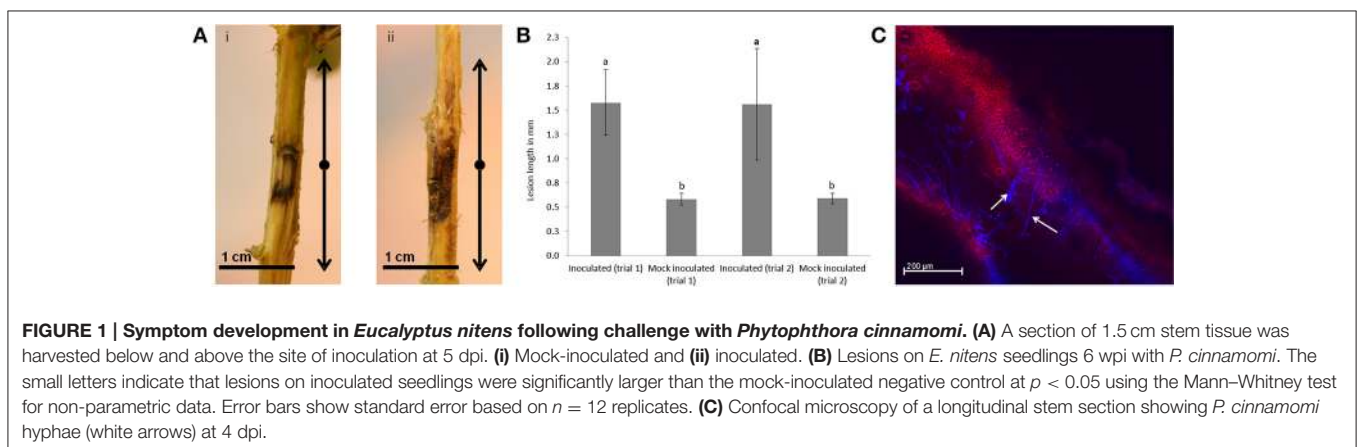 A
i
1 cm
ii
1 cm
B
Lesion length in mm
2.3
2.0
1.8
1.5
1.3
1.0
0.8
0.5
0.3
0.0
a
b
a
b
Inoculated (trial 1)
Mock inoculated
(trial 1)
Inoculated (trial 2)
Mock inoculated
(trial 2)
C
200 µm
FIGURE 1 | Symptom development in Eucalyptus nitens following challenge with Phytophthora cinnamomi. (A) A section of 1.5 cm stem tissue was
harvested below and above the site of inoculation at 5 dpi. (i) Mock-inoculated and (ii) inoculated. (B) Lesions on E. nitens seedlings 6 wpi with P. cinnamomi. The
small letters indicate that lesions on inoculated seedlings were significantly larger than the mock-inoculated negative control at p < 0.05 using the Mann–Whitney test
for non-parametric data. Error bars show standard error based on n = 12 replicates. (C) Confocal microscopy of a longitudinal stem section showing P. cinnamomi
hyphae (white arrows) at 4 dpi.